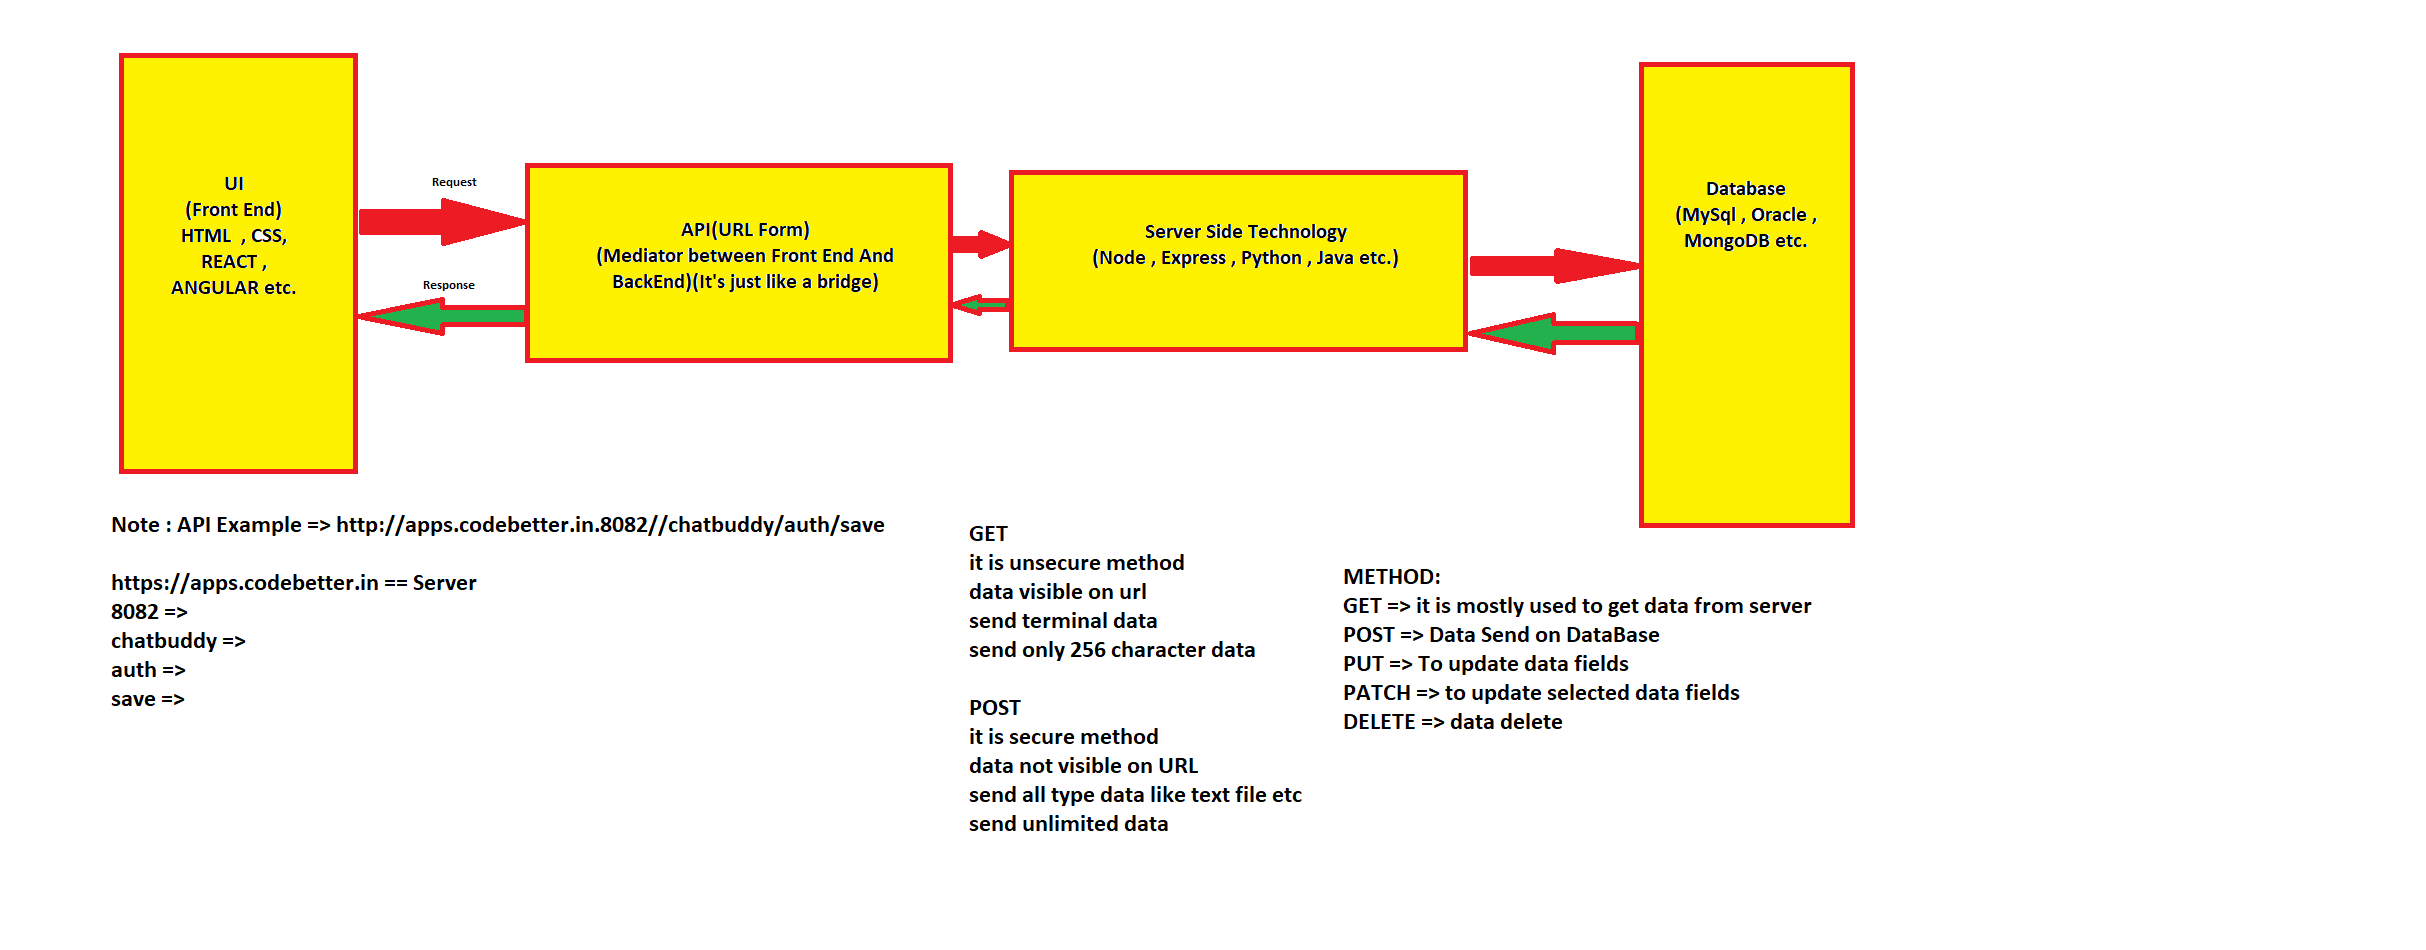 UI
(Front End)
HTML  , CSS,
REACT ,
ANGULAR etc.
Request
Response
API(URL Form)
(Mediator between Front End And
BackEnd)(It's just like a bridge)
Server Side Technology
(Node , Express , Python , Java etc.)
Database
(MySql , Oracle ,
MongoDB etc.
Note : API Example => http://apps.codebetter.in.8082//chatbuddy/auth/save
https://apps.codebetter.in == Server
8082 =>
chatbuddy =>
auth =>
save =>
GET
it is unsecure method
data visible on url
send terminal data
send only 256 character data
POST
it is secure method
data not visible on URL
send all type data like text file etc
send unlimited data
METHOD:
GET => it is mostly used to get data from server
POST => Data Send on DataBase
PUT => To update data fields
PATCH => to update selected data fields
DELETE => data delete